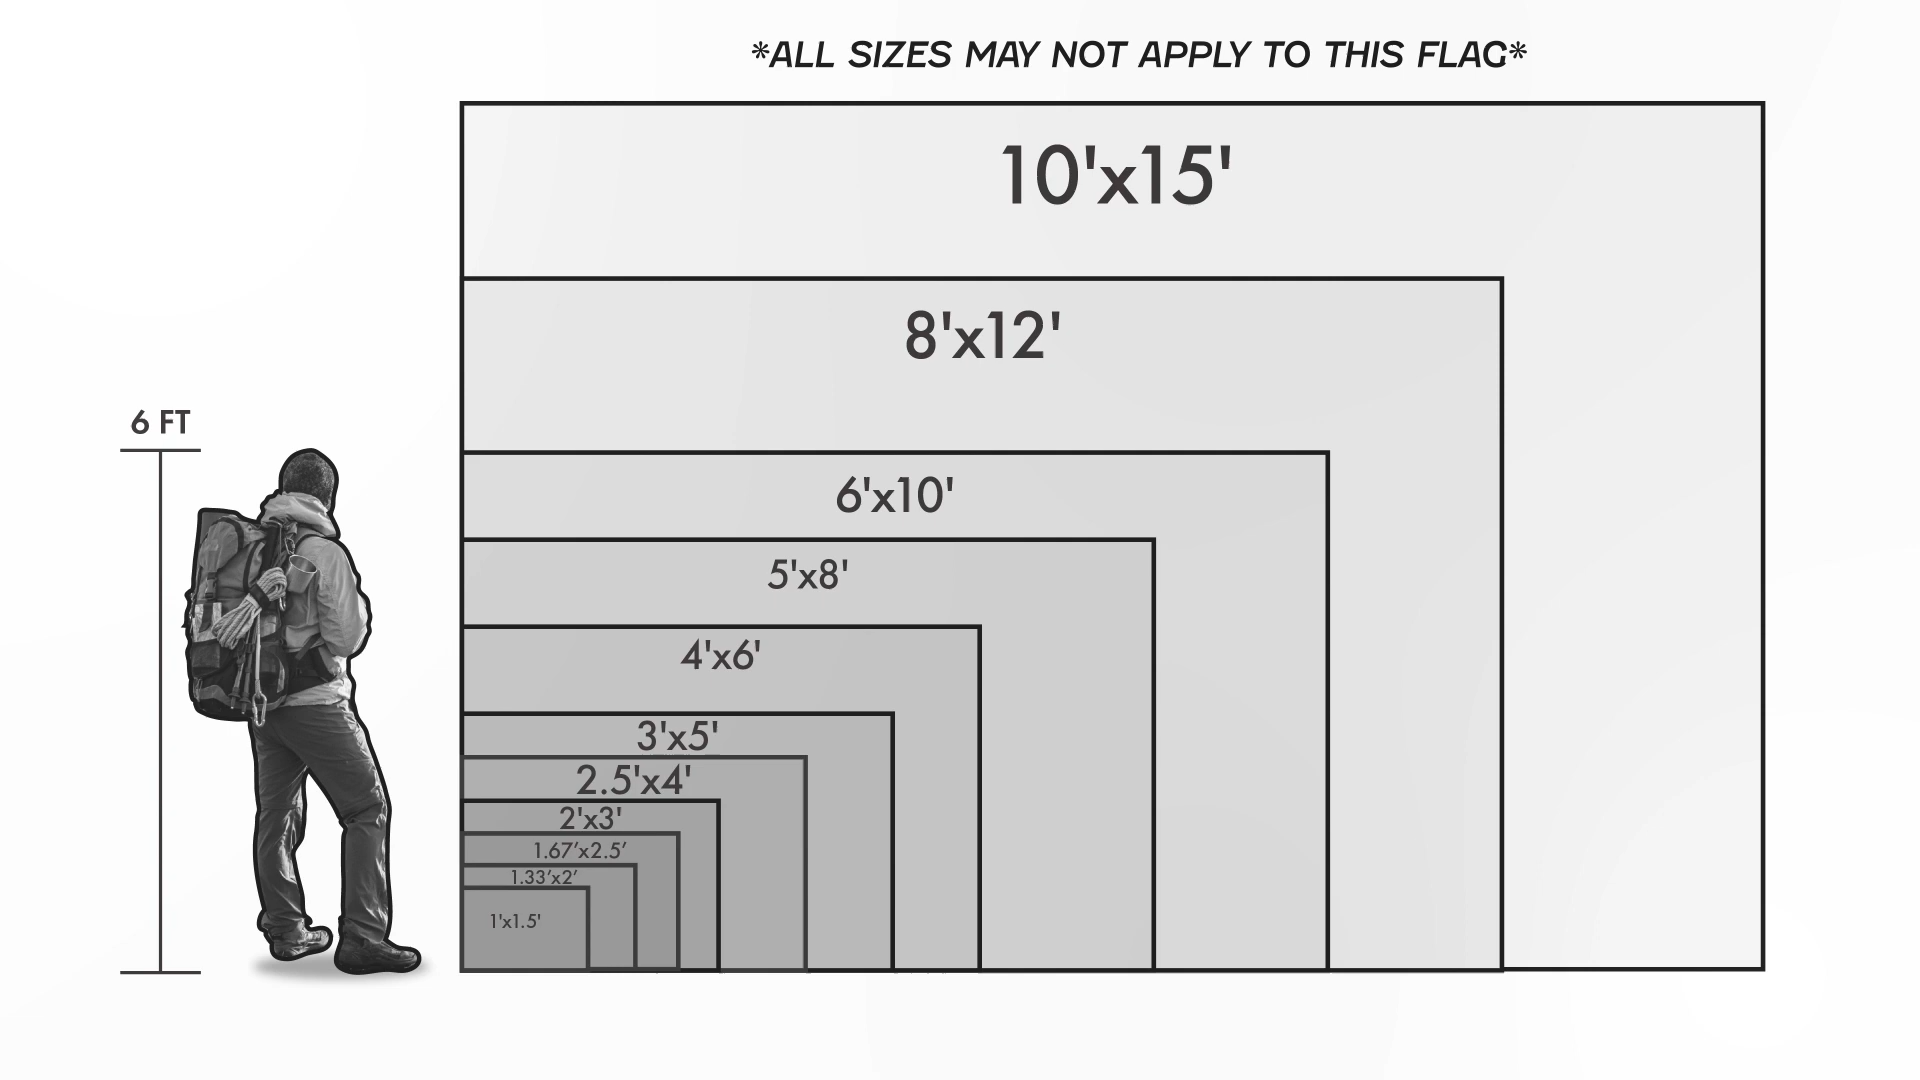 *ALL SIZES MAY NOT APPLY TO THIS FLAG*
10'x15'
8'x12'
6 FT
6'x10'
5'x8'
4'x6'
3'x5'
2.5'x4'
2'x3'
1.67’x2.5’
1.33’x2’
1'x1.5'